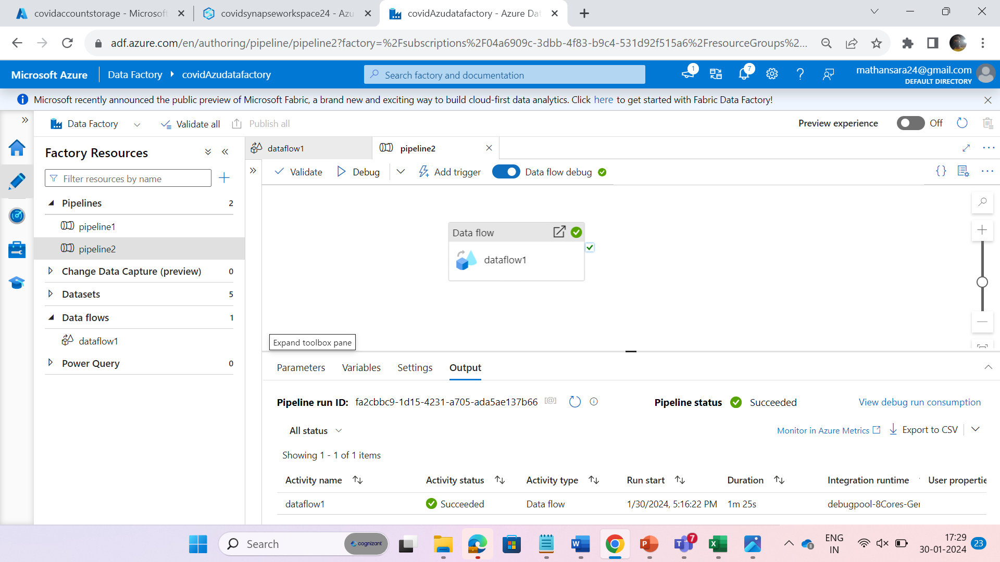 covidaccountstorage - Microsoft
covidsynapseworkspace24 - Azu
covidAzudatafactory - Azure Dat
adf.azure.com/en/authoring/pipeline/pipeline2?factory=%2Fsubscriptions%2F04a6909c-3dbb-4f83-b9c4-531d92f515a6%2FresourceGroups%2...
Microsoft Azure
Data Factory
covidAzudatafactory
Search factory and documentation
1
7
mathansara24@gmail.com
DEFAULT DIRECTORY
Microsoft recently announced the public preview of Microsoft Fabric, a brand new and exciting way to build cloud-first data analytics. Click here to get started with Fabric Data Factory!
Data Factory
Validate all
Publish all
Preview experience
Off
Factory Resources
Filter resources by name
Pipelines 2
pipeline1
pipeline2
Change Data Capture (preview) 0
Datasets 5
Data flows 1
dataflow1
Power Query 0
dataflow1
pipeline2
Validate
Debug
Add trigger
Data flow debug
{}
Data flow
dataflow1
Expand toolbox pane
Parameters Variables Settings Output
Pipeline run ID: fa2cbbc9-1d15-4231-a705-ada5ae137b66 [@]
Pipeline status Succeeded
View debug run consumption
All status
Monitor in Azure Metrics
Export to CSV
Showing 1 - 1 of 1 items
Activity name Activity status Activity type Run start Duration Integration runtime User propertie
dataflow1 Succeeded Data flow 1/30/2024, 5:16:22 PM 1m 25s debugpool-8Cores-Ger
Search
cognizant
7
ENG
IN
17:29
30-01-2024
23